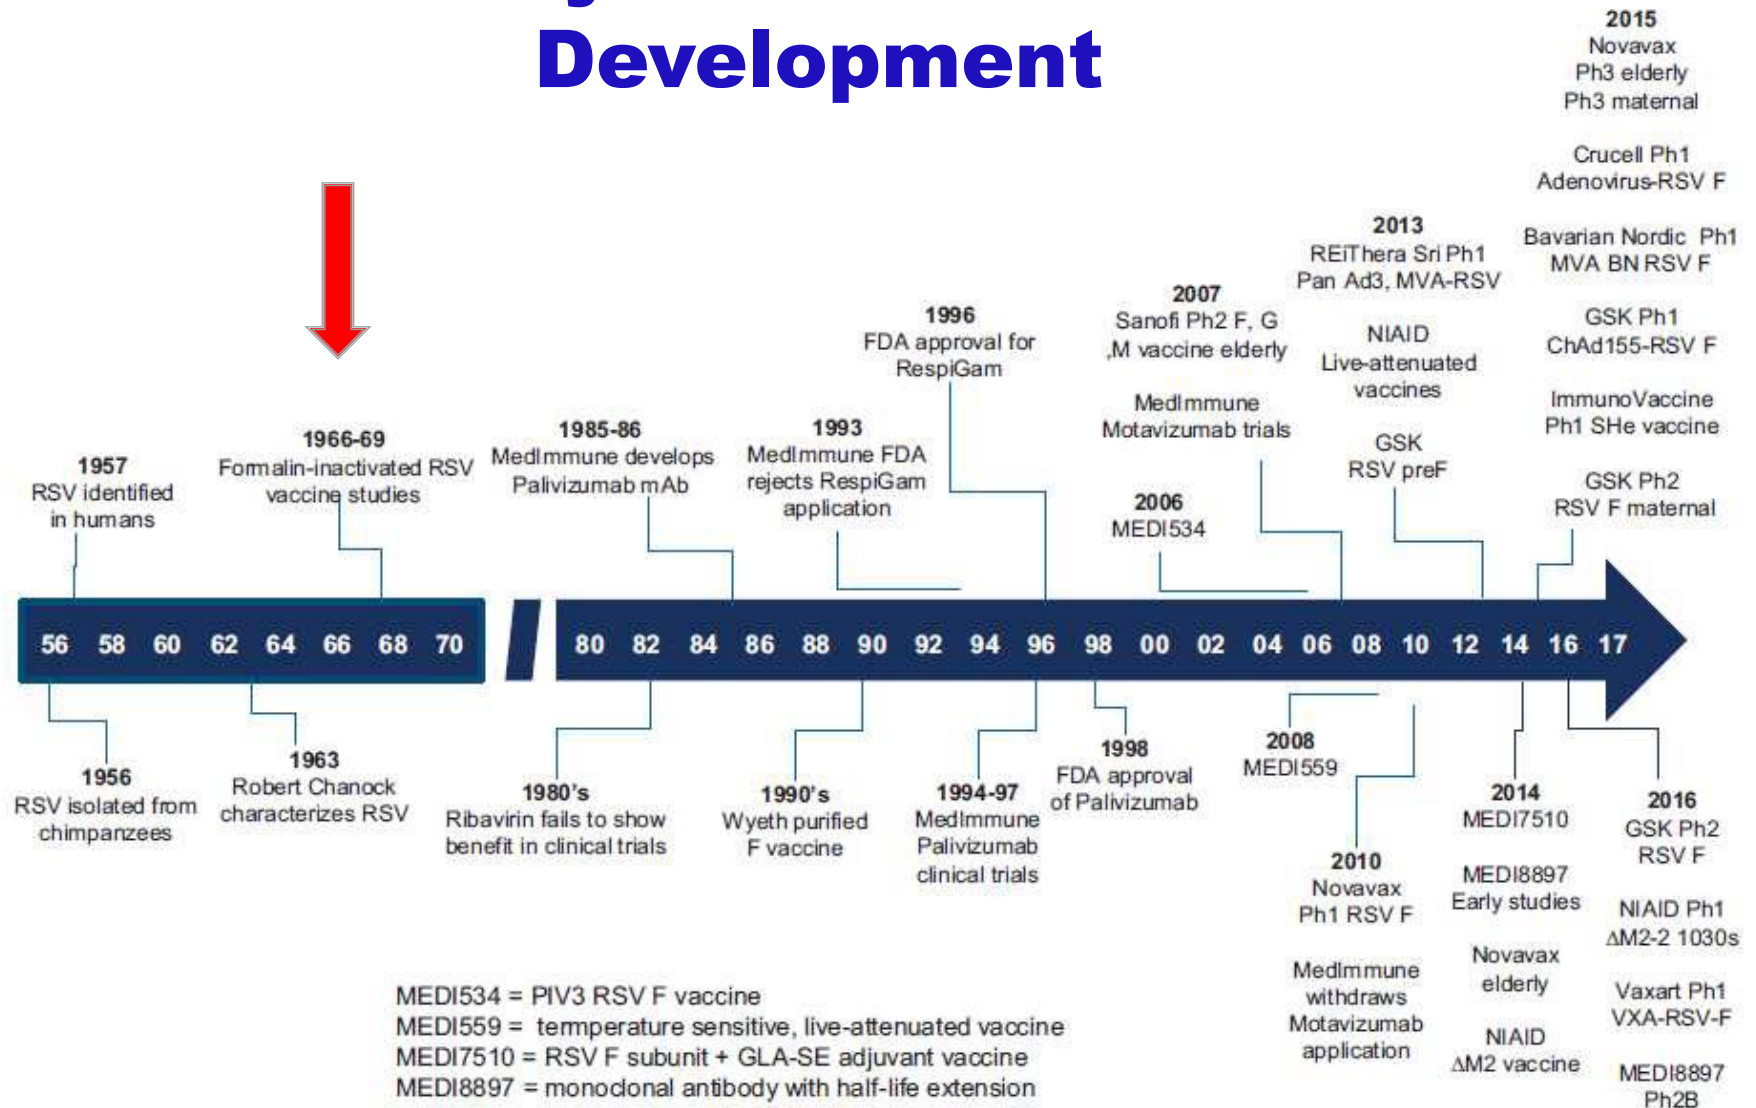 Development
2015
Novavax
Ph3 elderly
Ph3 maternal
Crucell Ph1
Adenovirus-RSV F
Bavarian Nordic Ph1
MVA BN RSV F
GSK Ph1
ChAd155-RSV F
ImmunoVaccine
Ph1 SHe vaccine
GSK Ph2
RSV F maternal
2013
REiThera Sri Ph1
Pan Ad3, MVA-RSV
NIAID
Live-attenuated
vaccines
GSK
RSV preF
2007
Sanofi Ph2 F, G
,M vaccine elderly
MedImmune
Motavizumab trials
2006
MEDI534
1996
FDA approval for
RespiGam
1993
MedImmune FDA
rejects RespiGam
application
1985-86
MedImmune develops
Palivizumab mAb
1966-69
Formalin-inactivated RSV
vaccine studies
1957
RSV identified
in humans
56 58 60 62 64 66 68 70 80 82 84 86 88 90 92 94 96 98 00 02 04 06 08 10 12 14 16 17
1956
RSV isolated from
chimpanzees
1963
Robert Chanock
characterizes RSV
1980's
Ribavirin fails to show
benefit in clinical trials
1990's
Wyeth purified
F vaccine
1994-97
MedImmune
Palivizumab
clinical trials
1998
FDA approval
of Palivizumab
2008
MEDI559
2010
Novavax
Ph1 RSV F
MedImmune
withdraws
Motavizumab
application
2014
MEDI7510
MEDI8897
Early studies
Novavax
elderly
NIAID
ΔM2 vaccine
2016
GSK Ph2
RSV F
NIAID Ph1
ΔM2-2 1030s
Vaxart Ph1
VXA-RSV-F
MEDI8897
Ph2B
MEDI534 = PIV3 RSV F vaccine
MEDI559 = termperature sensitive, live-attenuated vaccine
MEDI7510 = RSV F subunit + GLA-SE adjuvant vaccine
MEDI8897 = monoclonal antibody with half-life extension